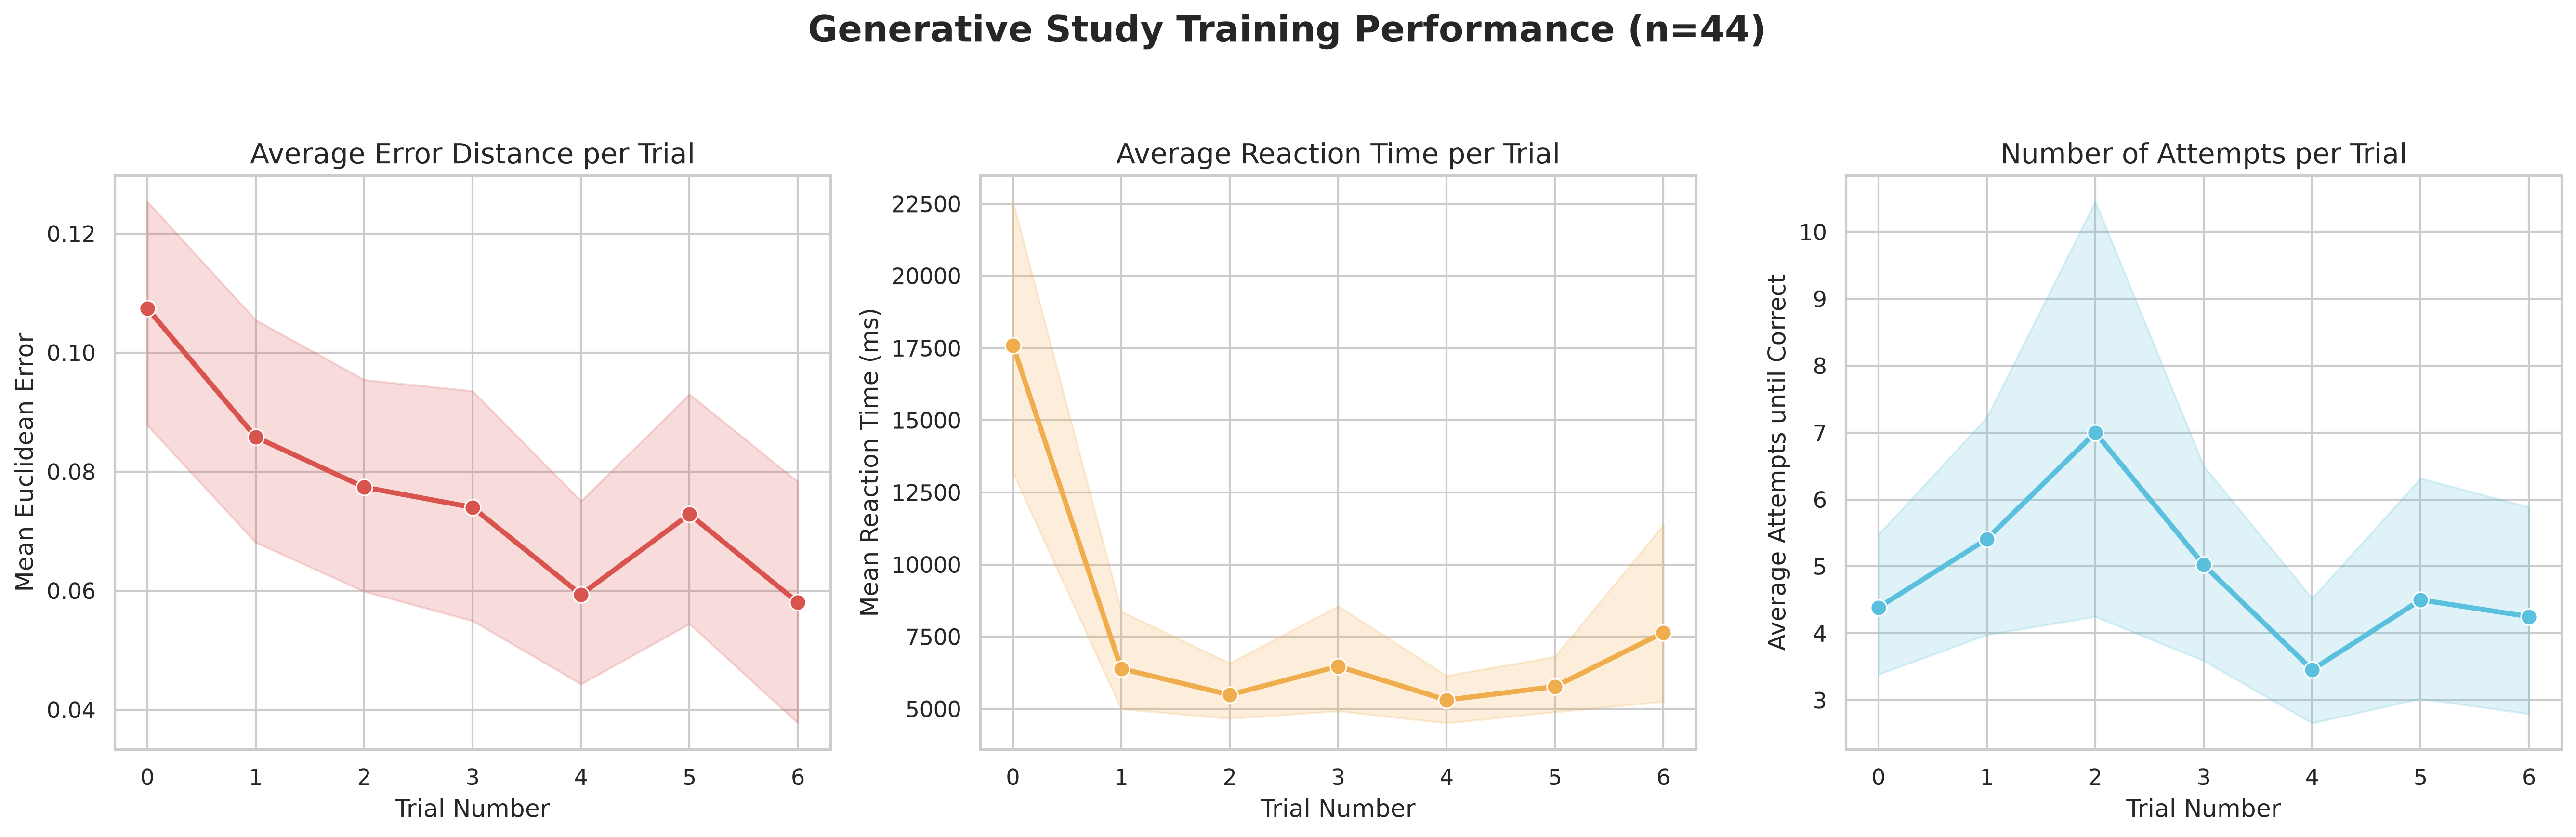 Generative Study Training Performance (n=44)
Average Error Distance per Trial
Mean Euclidean Error
0.12
0.10
0.08
0.06
0.04
0 1 2 3 4 5 6
Trial Number
Average Reaction Time per Trial
Mean Reaction Time (ms)
22500
20000
17500
15000
12500
10000
7500
5000
0 1 2 3 4 5 6
Trial Number
Number of Attempts per Trial
Average Attempts until Correct
10
9
8
7
6
5
4
3
0 1 2 3 4 5 6
Trial Number